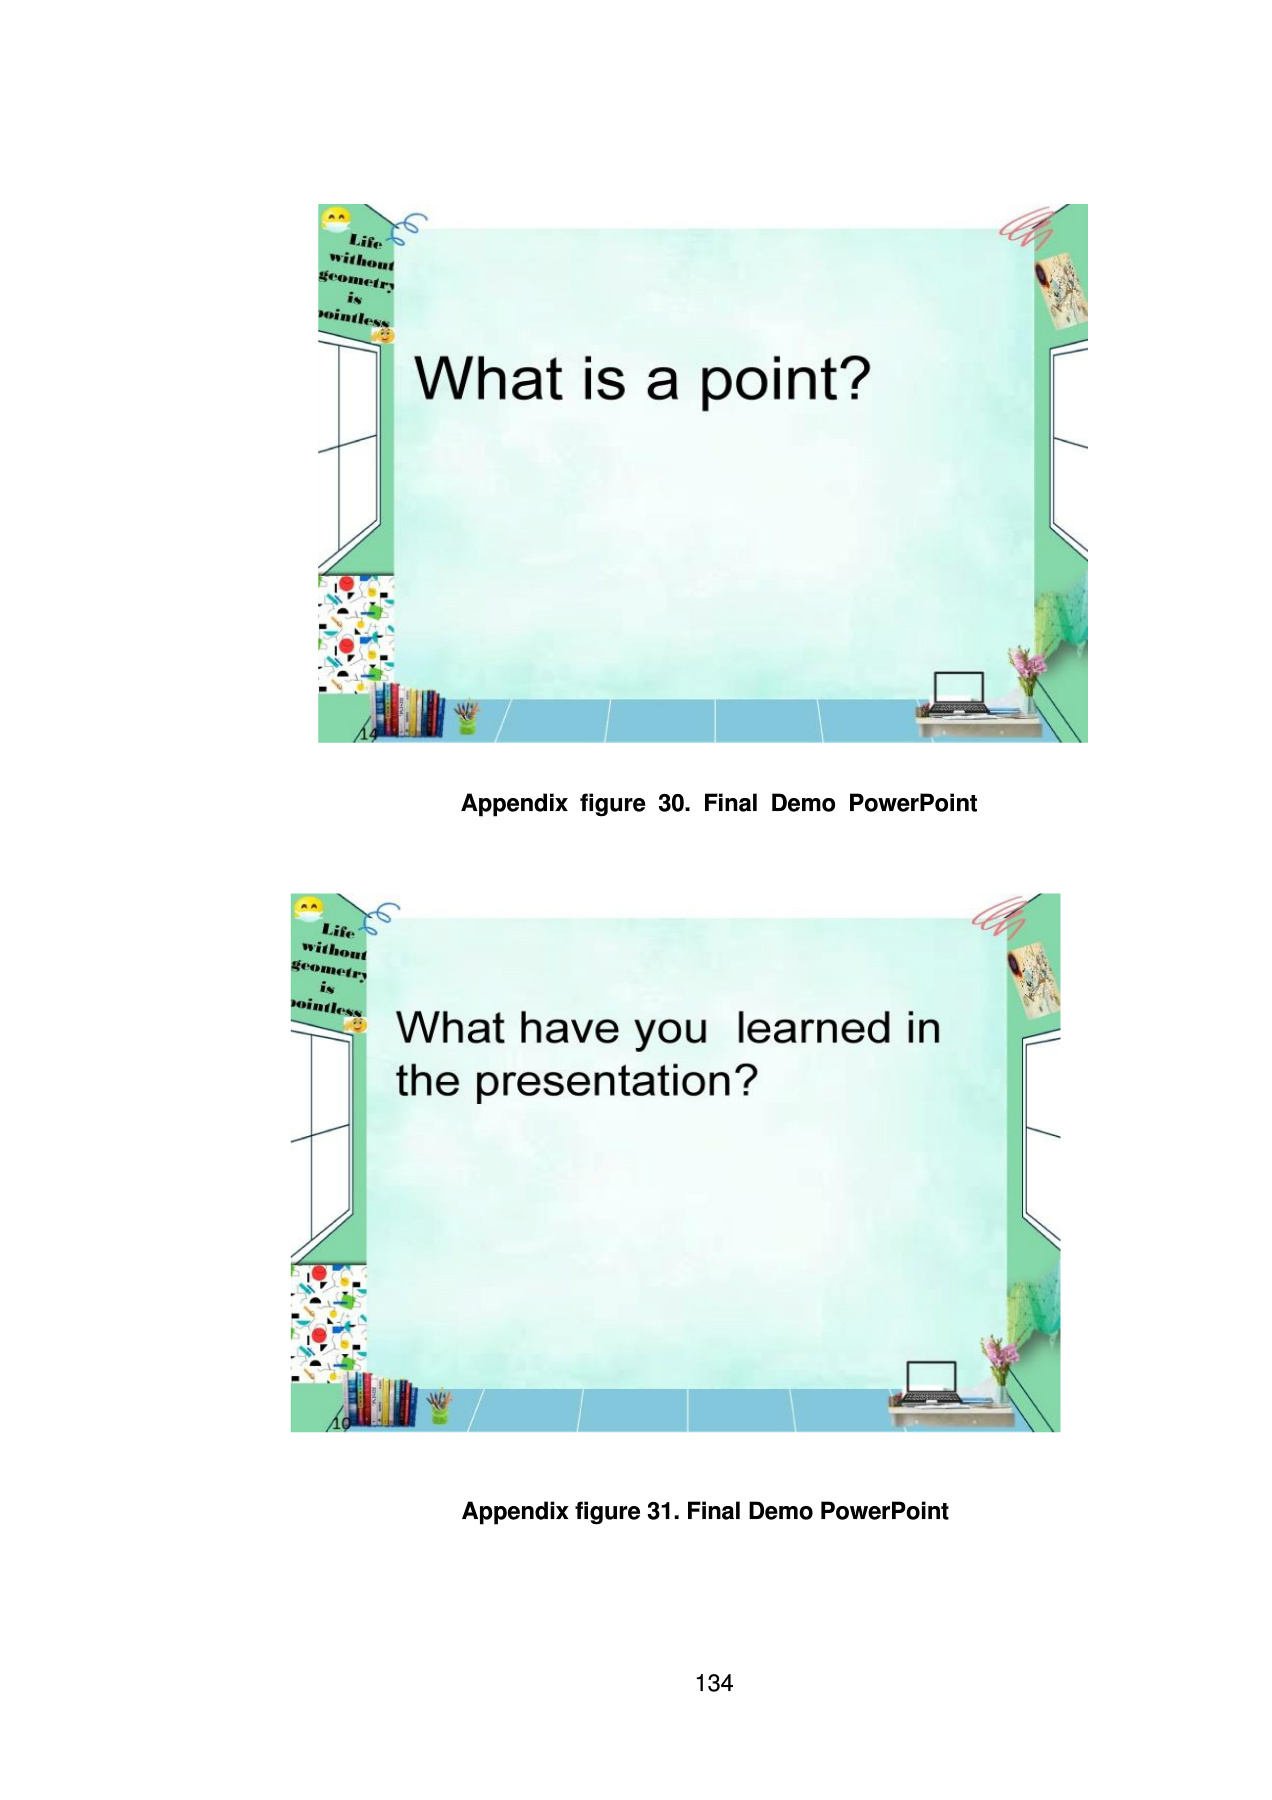 Life
without
geometry
is
pointless
What is a point?
14
Appendix figure 30. Final Demo PowerPoint
Life
without
geometry
is
pointless
What have you learned in
the presentation?
10
Appendix figure 31. Final Demo PowerPoint
134